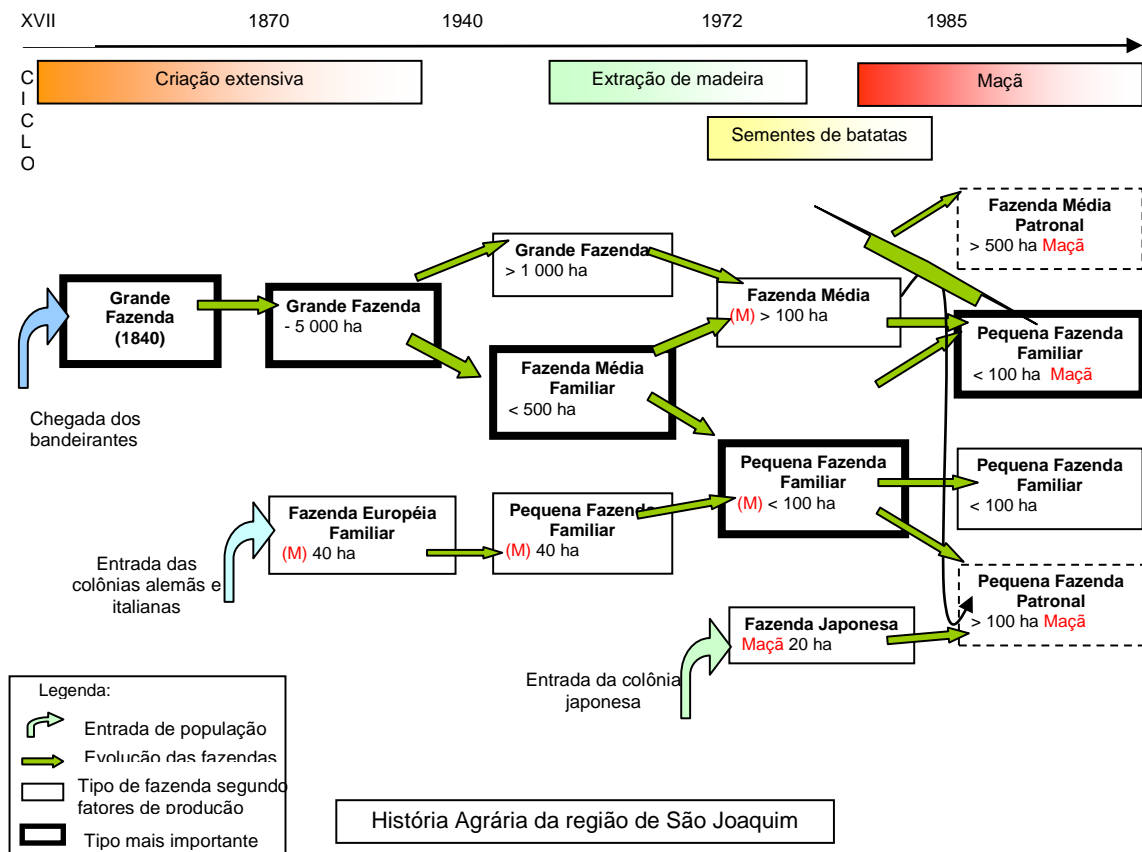 XVII 1870 1940 1972 1985
C
I
C
L
O
Criação extensiva
Extração de madeira
Maçã
Sementes de batatas
Fazenda Média
Patronal
> 500 ha Maçã
Grande Fazenda
> 1 000 ha
Grande
Fazenda
(1840)
Grande Fazenda
- 5 000 ha
Fazenda Média
(M) > 100 ha
Pequena Fazenda
Familiar
< 100 ha Maçã
Fazenda Média
Familiar
< 500 ha
Chegada dos
bandeirantes
Pequena Fazenda
Familiar
(M) < 100 ha
Pequena Fazenda
Familiar
< 100 ha
Fazenda Européia
Familiar
(M) 40 ha
Pequena Fazenda
Familiar
(M) 40 ha
Entrada das
colônias alemãs e
italianas
Pequena Fazenda
Patronal
> 100 ha Maçã
Fazenda Japonesa
Maçã 20 ha
Entrada da colônia
japonesa
Legenda:
Entrada de população
Evolução das fazendas
Tipo de fazenda segundo
fatores de produção
Tipo mais importante
História Agrária da região de São Joaquim